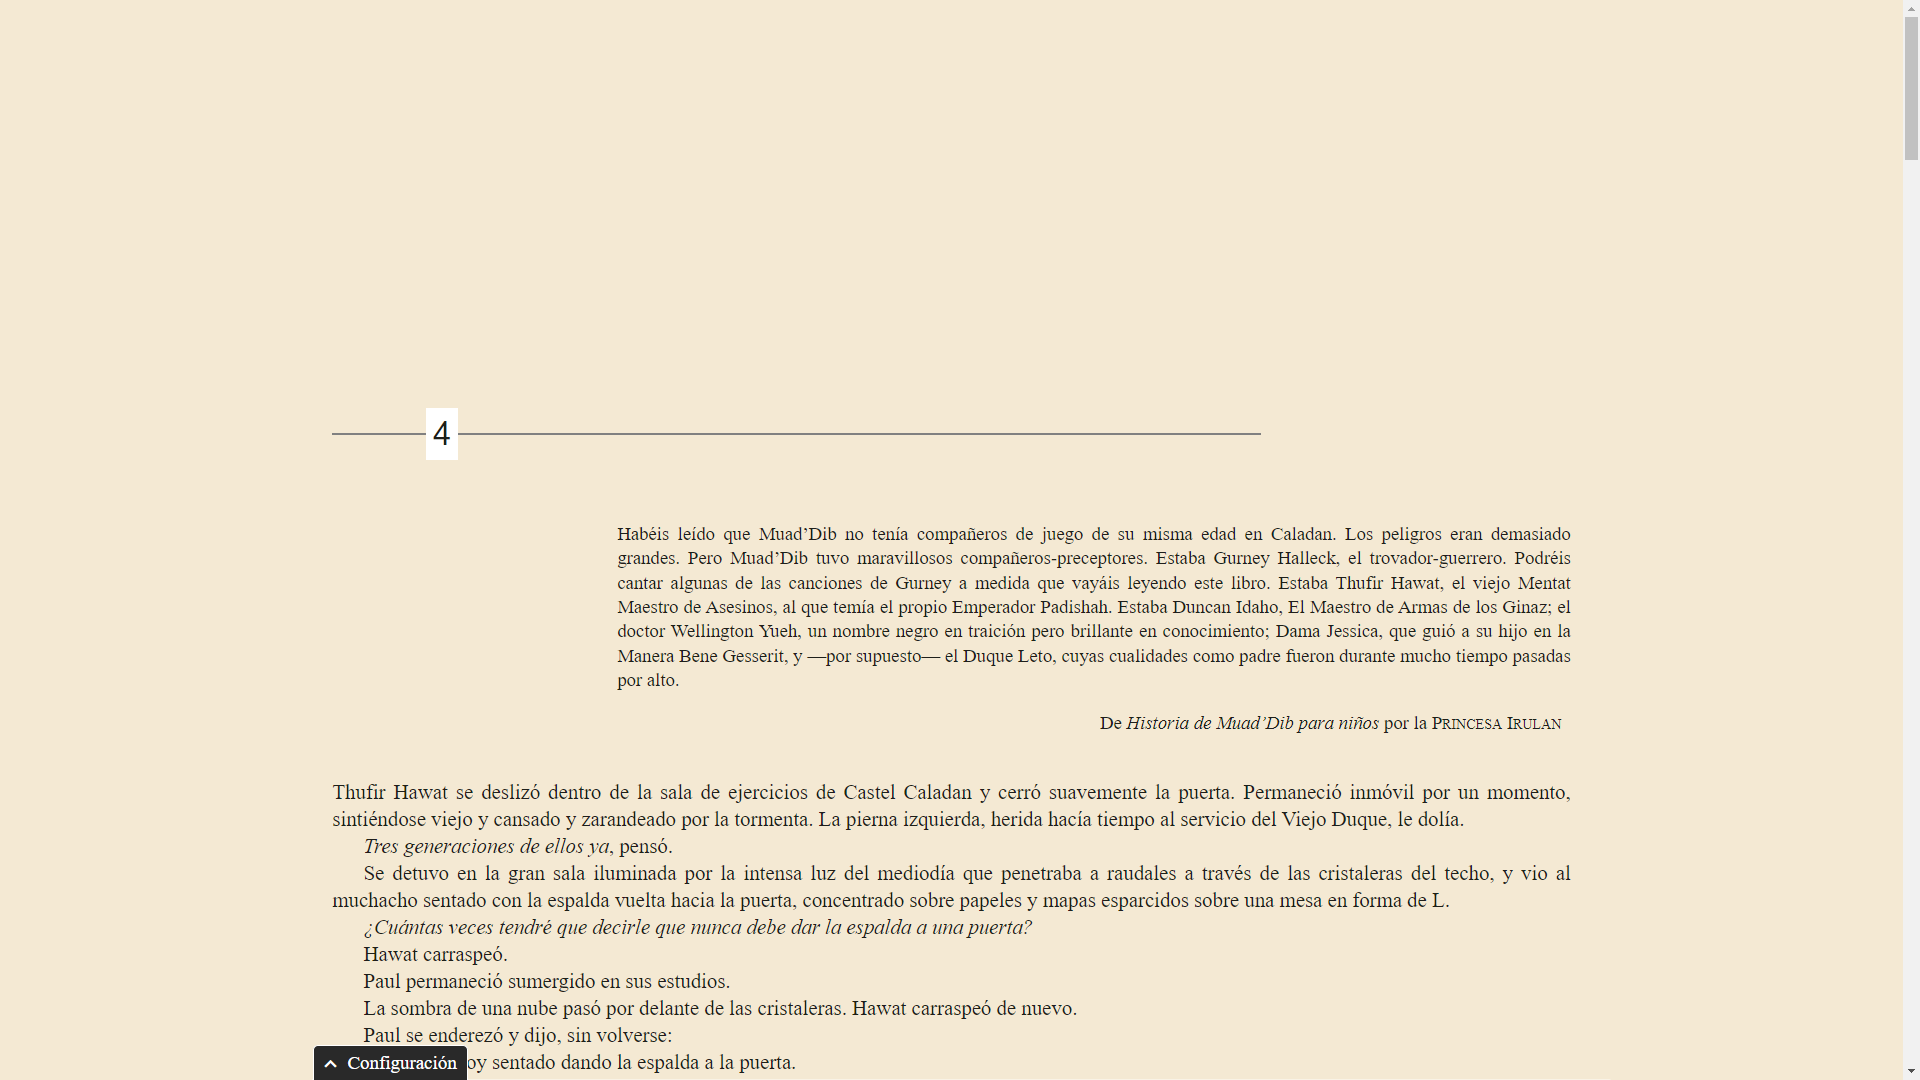 4
Habéis leído que Muad’Dib no tenía compañeros de juego de su misma edad en Caladan. Los peligros eran demasiado
grandes. Pero Muad’Dib tuvo maravillosos compañeros-preceptores. Estaba Gurney Halleck, el trovador-guerrero. Podréis
cantar algunas de las canciones de Gurney a medida que vayáis leyendo este libro. Estaba Thufir Hawat, el viejo Mentat
Maestro de Asesinos, al que temía el propio Emperador Padishah. Estaba Duncan Idaho, El Maestro de Armas de los Ginaz; el
doctor Wellington Yueh, un nombre negro en traición pero brillante en conocimiento; Dama Jessica, que guió a su hijo en la
Manera Bene Gesserit, y —por supuesto— el Duque Leto, cuyas cualidades como padre fueron durante mucho tiempo pasadas
por alto.
De Historia de Muad’Dib para niños por la PRINCESA IRULAN
Thufir Hawat se deslizó dentro de la sala de ejercicios de Castel Caladan y cerró suavemente la puerta. Permaneció inmóvil por un momento,
sintiéndose viejo y cansado y zarandeado por la tormenta. La pierna izquierda, herida hacía tiempo al servicio del Viejo Duque, le dolía.
Tres generaciones de ellos ya, pensó.
Se detuvo en la gran sala iluminada por la intensa luz del mediodía que penetraba a raudales a través de las cristaleras del techo, y vio al
muchacho sentado con la espalda vuelta hacia la puerta, concentrado sobre papeles y mapas esparcidos sobre una mesa en forma de L.
¿Cuántas veces tendré que decirle que nunca debe dar la espalda a una puerta?
Hawat carraspeó.
Paul permaneció sumergido en sus estudios.
La sombra de una nube pasó por delante de las cristaleras. Hawat carraspeó de nuevo.
Paul se enderezó y dijo, sin volverse:
oy sentado dando la espalda a la puerta.
Configuración